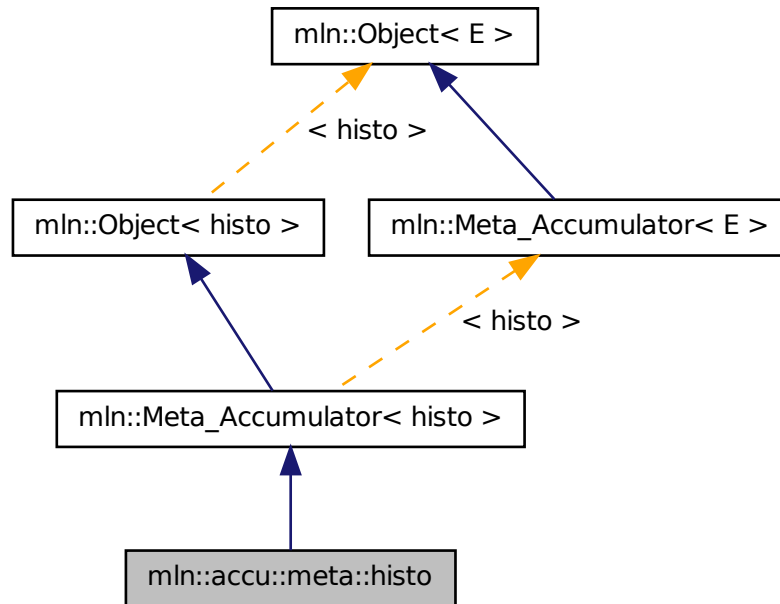 mln::Object< E >
< histo >
mln::Object< histo >
mln::Meta_Accumulator< E >
< histo >
mln::Meta_Accumulator< histo >
mln::accu::meta::histo